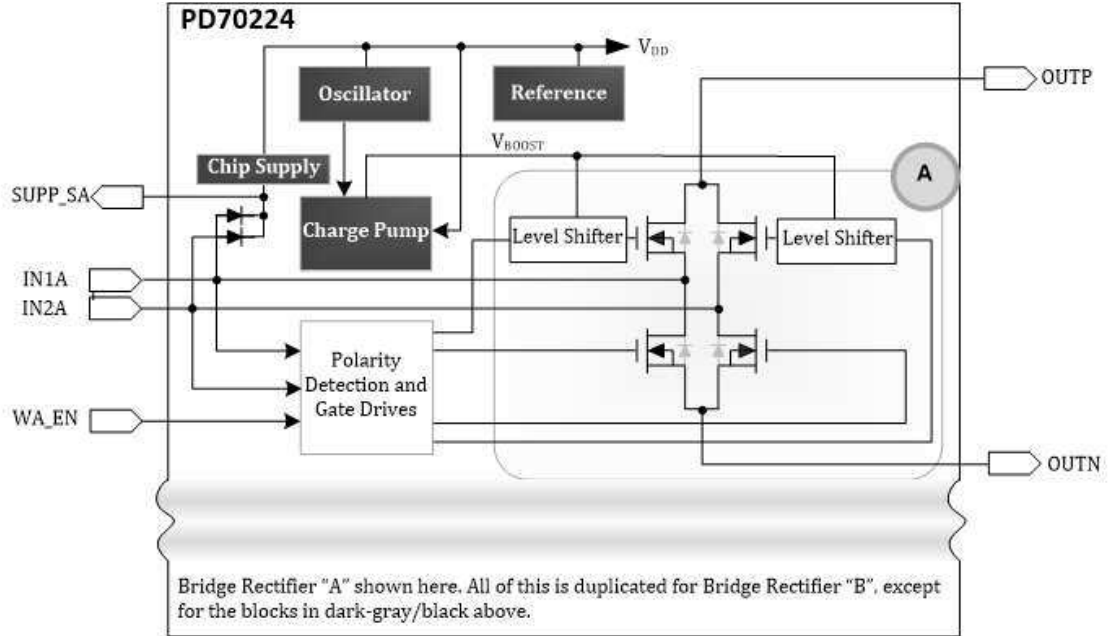 PD70224
V_DD
OUTP
Oscillator
Reference
V_BOOST
Chip Supply
A
SUPP_SA
Charge Pump
Level Shifter
Level Shifter
IN1A
IN2A
Polarity
Detection and
Gate Drives
WA_EN
OUTN
Bridge Rectifier "A" shown here. All of this is duplicated for Bridge Rectifier "B", except
for the blocks in dark-gray/black above.